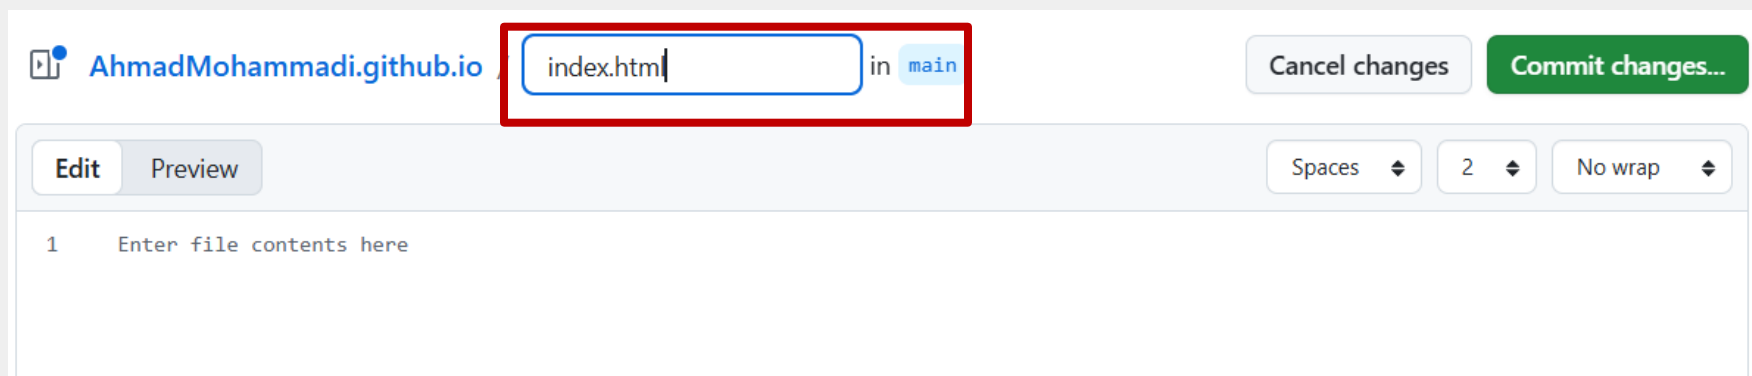 AhmadMohammadi.github.io / index.html in main Cancel changes Commit changes...
Edit Preview Spaces 2 No wrap
1 Enter file contents here